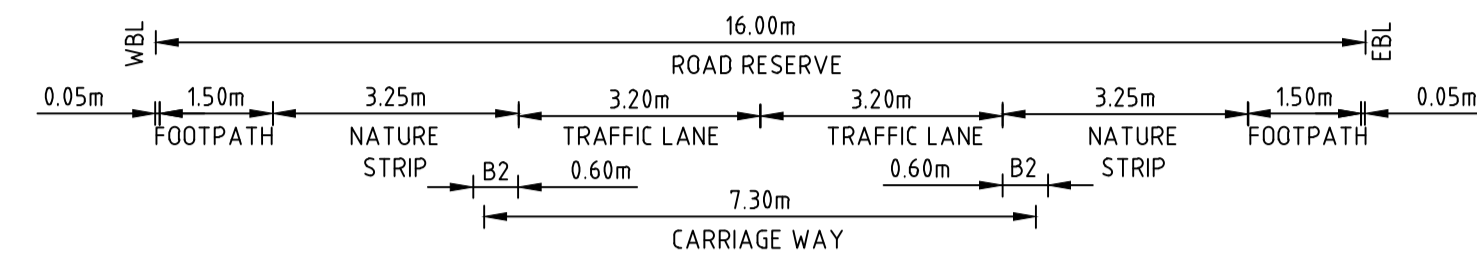 16.00m
WBL
EBL
ROAD RESERVE
0.05m 1.50m 3.25m 3.20m 3.20m 3.25m 1.50m 0.05m
FOOTPATH NATURE TRAFFIC LANE TRAFFIC LANE NATURE FOOTPATH
STRIP STRIP
B2 0.60m 0.60m B2
7.30m
CARRIAGE WAY